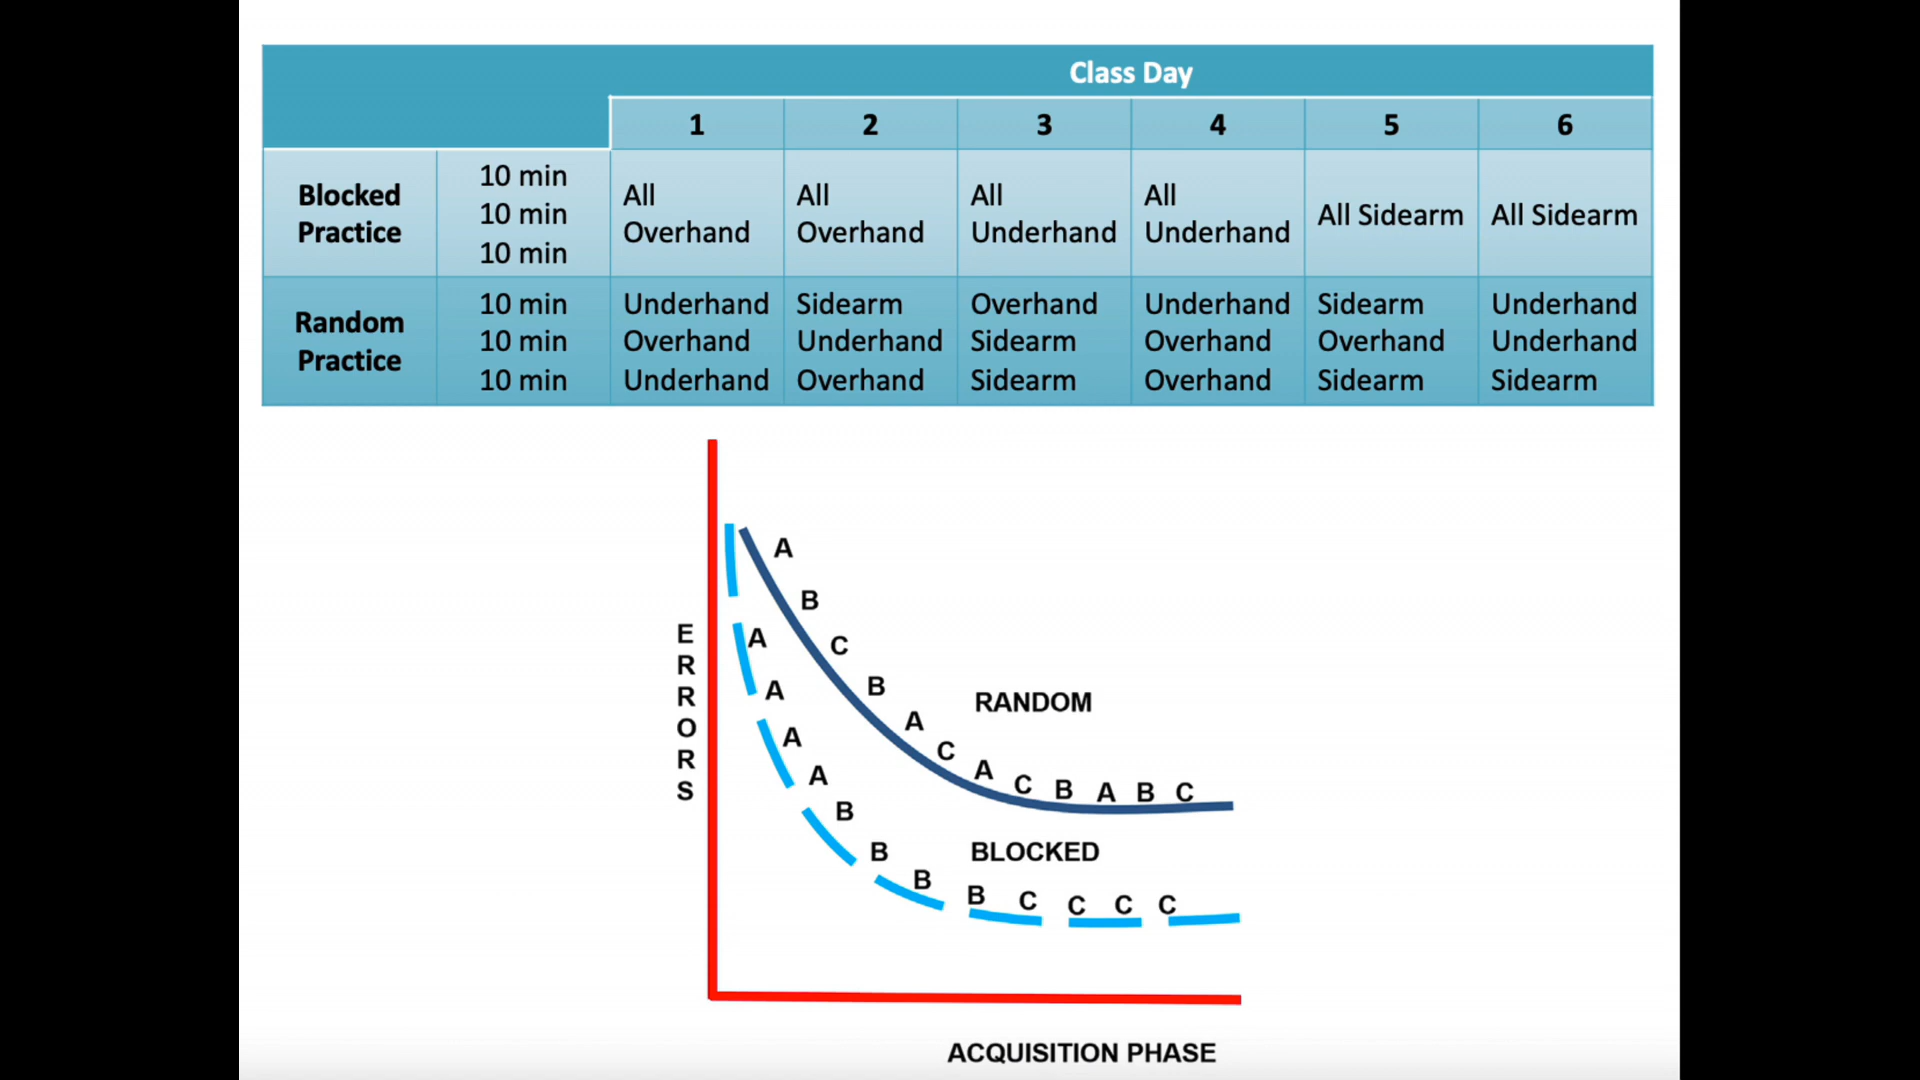 Class Day
1 2 3 4 5 6
Blocked Practice
10 min
10 min
10 min
All Overhand
All Overhand
All Underhand
All Underhand
All Sidearm
All Sidearm
Random Practice
10 min Underhand Sidearm Overhand Underhand Sidearm Underhand
10 min Overhand Underhand Sidearm Overhand Overhand Underhand
10 min Underhand Overhand Sidearm Overhand Sidearm Sidearm
ERRORS
A B C B A C A C B A B C
RANDOM
A A A A B B B B C C C C
BLOCKED
ACQUISITION PHASE